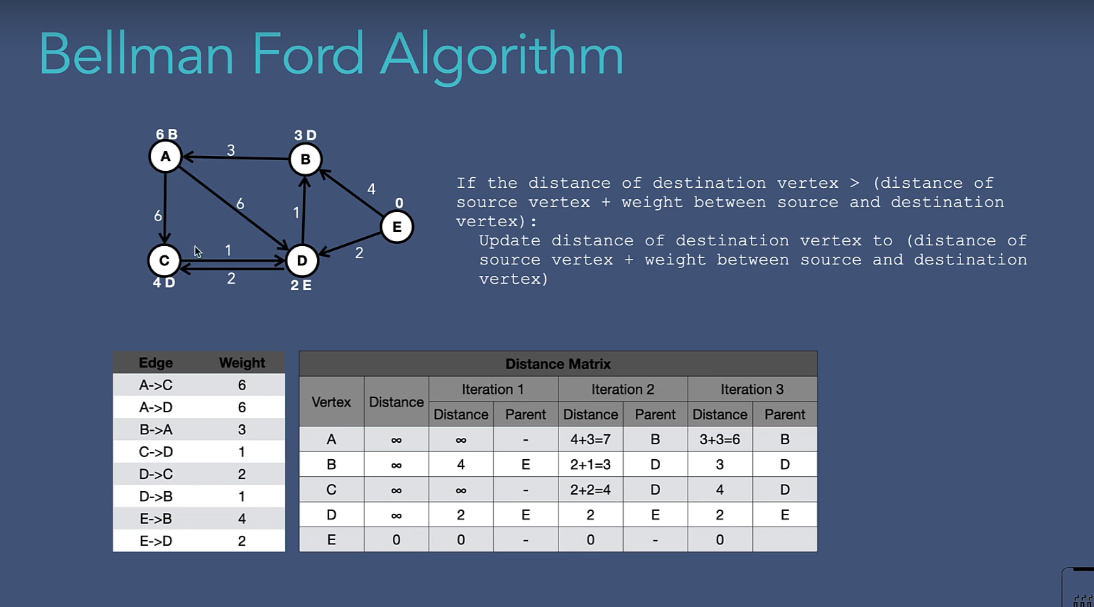 Bellman Ford Algorithm
6 B
3 D
A
3
B
4
0
6
6
1
E
C
1
D
2
4 D
2
2 E
If the distance of destination vertex > (distance of
source vertex + weight between source and destination
vertex):
Update distance of destination vertex to (distance of
source vertex + weight between source and destination
vertex)
Edge Weight
A->C 6
A->D 6
B->A 3
C->D 1
D->C 2
D->B 1
E->B 4
E->D 2
Distance Matrix
Vertex Distance Iteration 1 Iteration 2 Iteration 3
Distance Parent Distance Parent Distance Parent
A ∞ ∞ - 4+3=7 B 3+3=6 B
B ∞ 4 E 2+1=3 D 3 D
C ∞ ∞ - 2+2=4 D 4 D
D ∞ 2 E 2 E 2 E
E 0 0 - 0 - 0